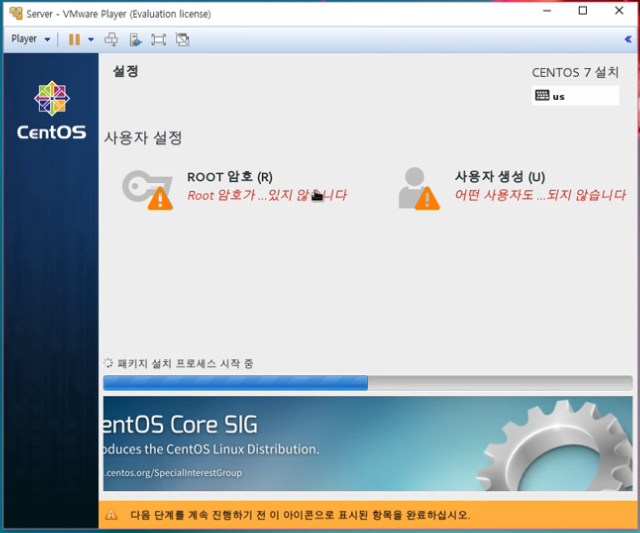 Server - VMware Player (Evaluation license)
Player
CentOS
설정
CENTOS 7 설치
us
사용자 설정
ROOT 암호 (R)
Root 암호가 ...있지 않습니다
사용자 생성 (U)
어떤 사용자도 ...되지 않습니다
패키지 설치 프로세스 시작 중
entOS Core SIG
oduces the CentOS Linux Distribution.
.centos.org/SpecialInterestGroup
다음 단계를 계속 진행하기 전 이 아이콘으로 표시된 항목을 완료하십시오.